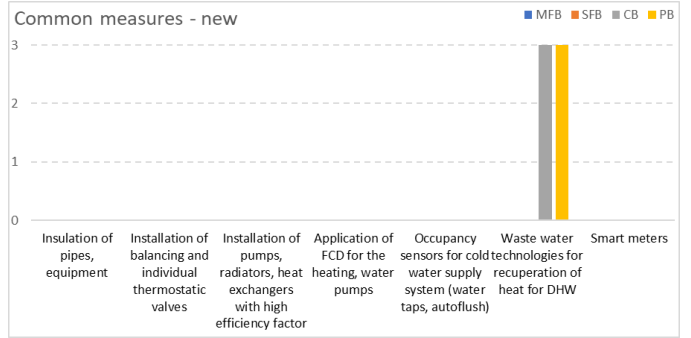 Common measures - new
MFB SFB CB PB
3
2
1
0
Insulation of
pipes,
equipment
Installation of
balancing and
individual
thermostatic
valves
Installation of
pumps,
radiators, heat
exchangers
with high
efficiency factor
Application of
FCD for the
heating, water
pumps
Occupancy
sensors for cold
water supply
system (water
taps, autoflush)
Waste water
technologies for
recuperation of
heat for DHW
Smart meters